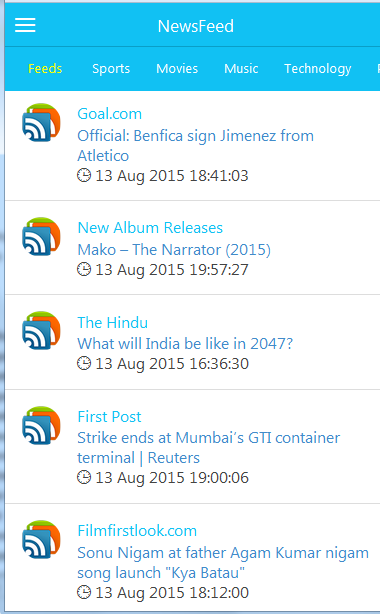 NewsFeed
Feeds Sports Movies Music Technology
Goal.com
Official: Benfica sign Jimenez from
Atletico
13 Aug 2015 18:41:03
New Album Releases
Mako – The Narrator (2015)
13 Aug 2015 19:57:27
The Hindu
What will India be like in 2047?
13 Aug 2015 16:36:30
First Post
Strike ends at Mumbai's GTI container
terminal | Reuters
13 Aug 2015 19:00:06
Filmfirstlook.com
Sonu Nigam at father Agam Kumar nigam
song launch "Kya Batau"
13 Aug 2015 18:12:00